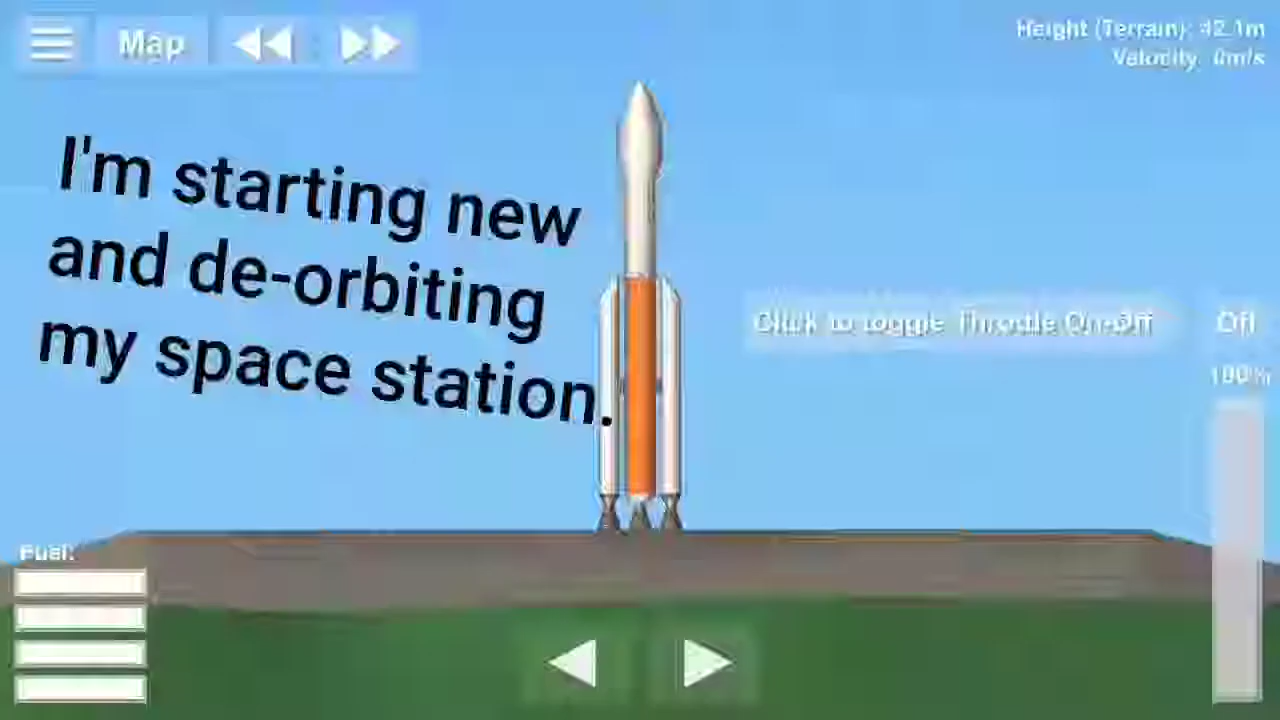 Map
Height (Terrain): 42.1m
Velocity: 0m/s
I'm starting new
and de-orbiting
my space station.
Click to toggle Throttle On-Off
Off
100%
Fuel: